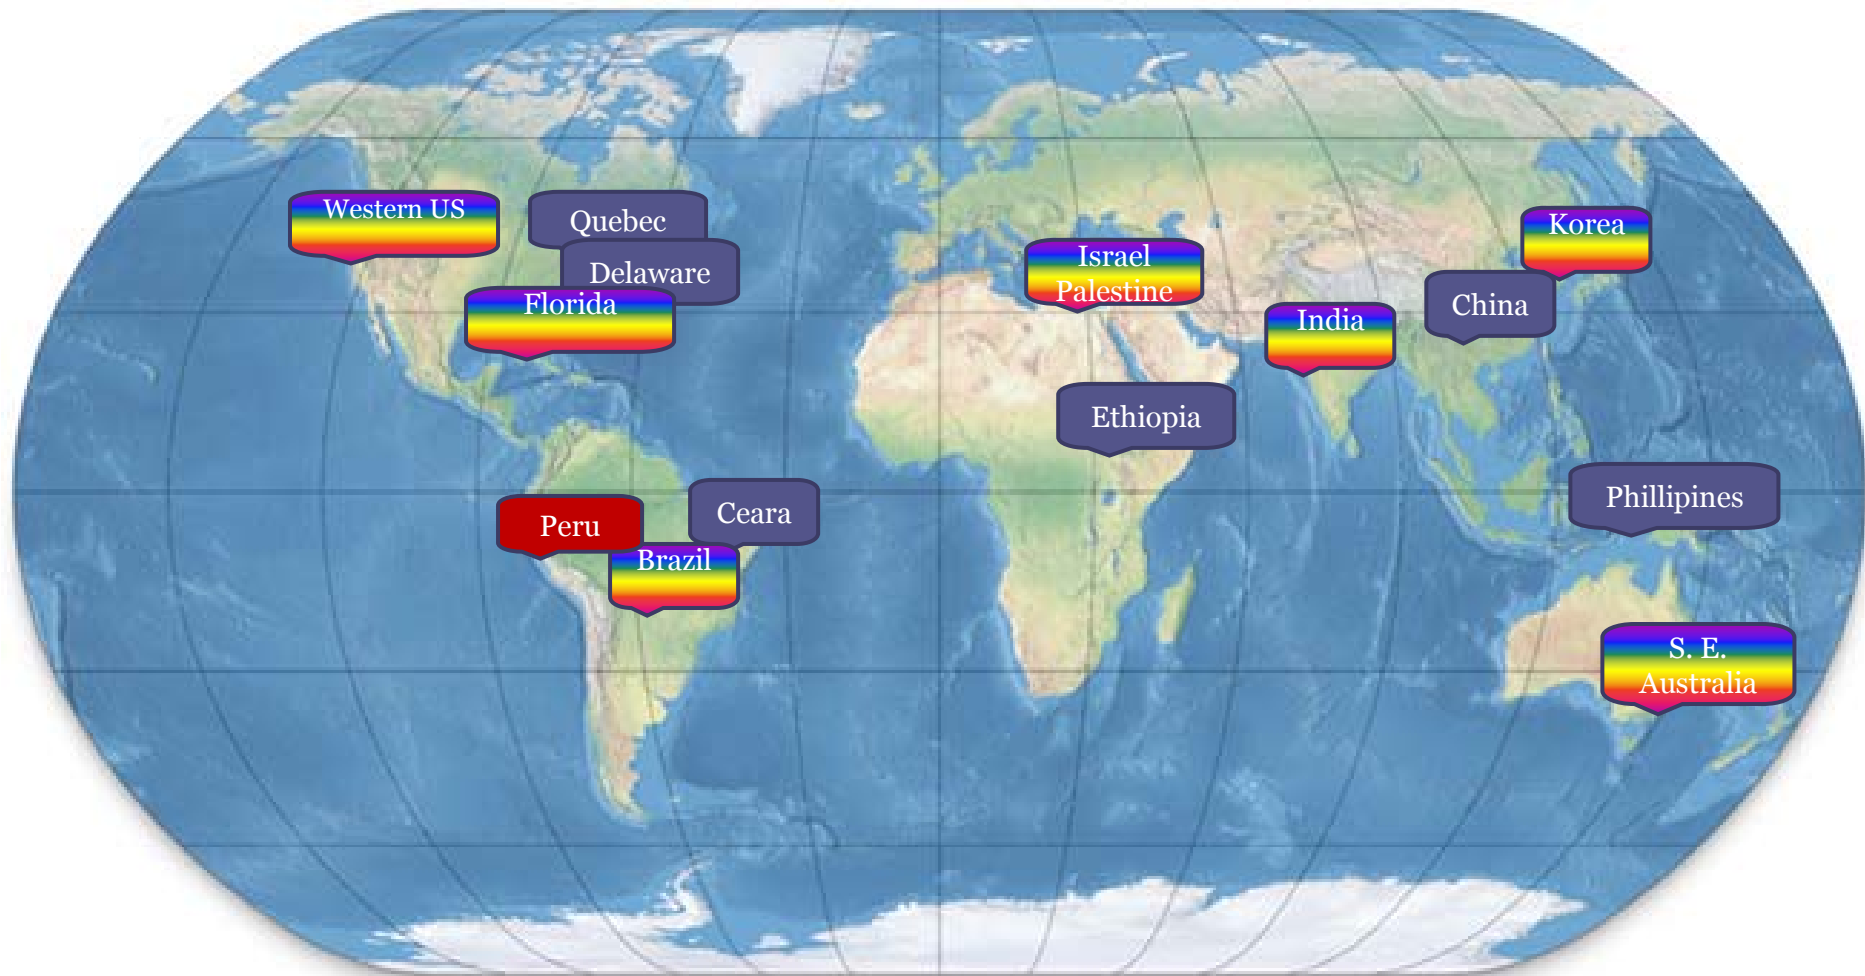 Western US
Quebec
Delaware
Florida
Israel
Palestine
India
Korea
China
Ethiopia
Peru
Ceara
Brazil
Phillipines
S. E.
Australia